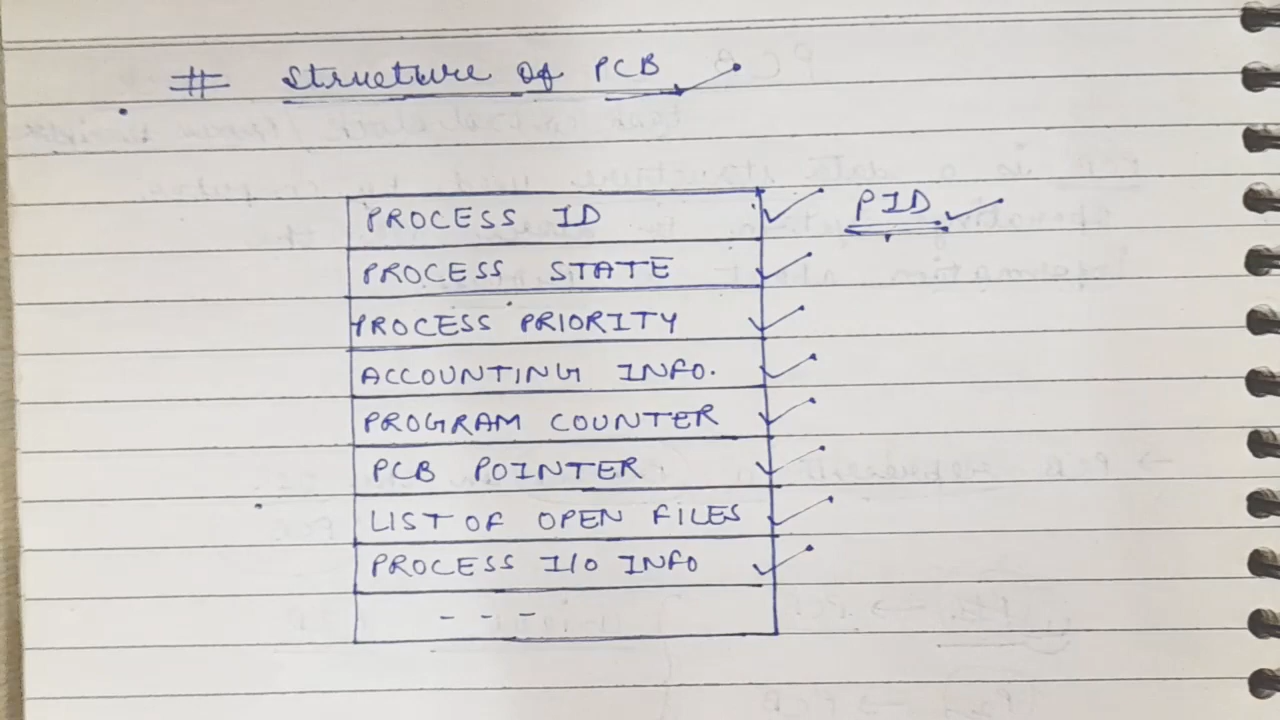 # Structure of PCB
PROCESS ID PID
PROCESS STATE
PROCESS PRIORITY
ACCOUNTING INFO.
PROGRAM COUNTER
PCB POINTER
LIST OF OPEN FILES
PROCESS I/O INFO
- - -